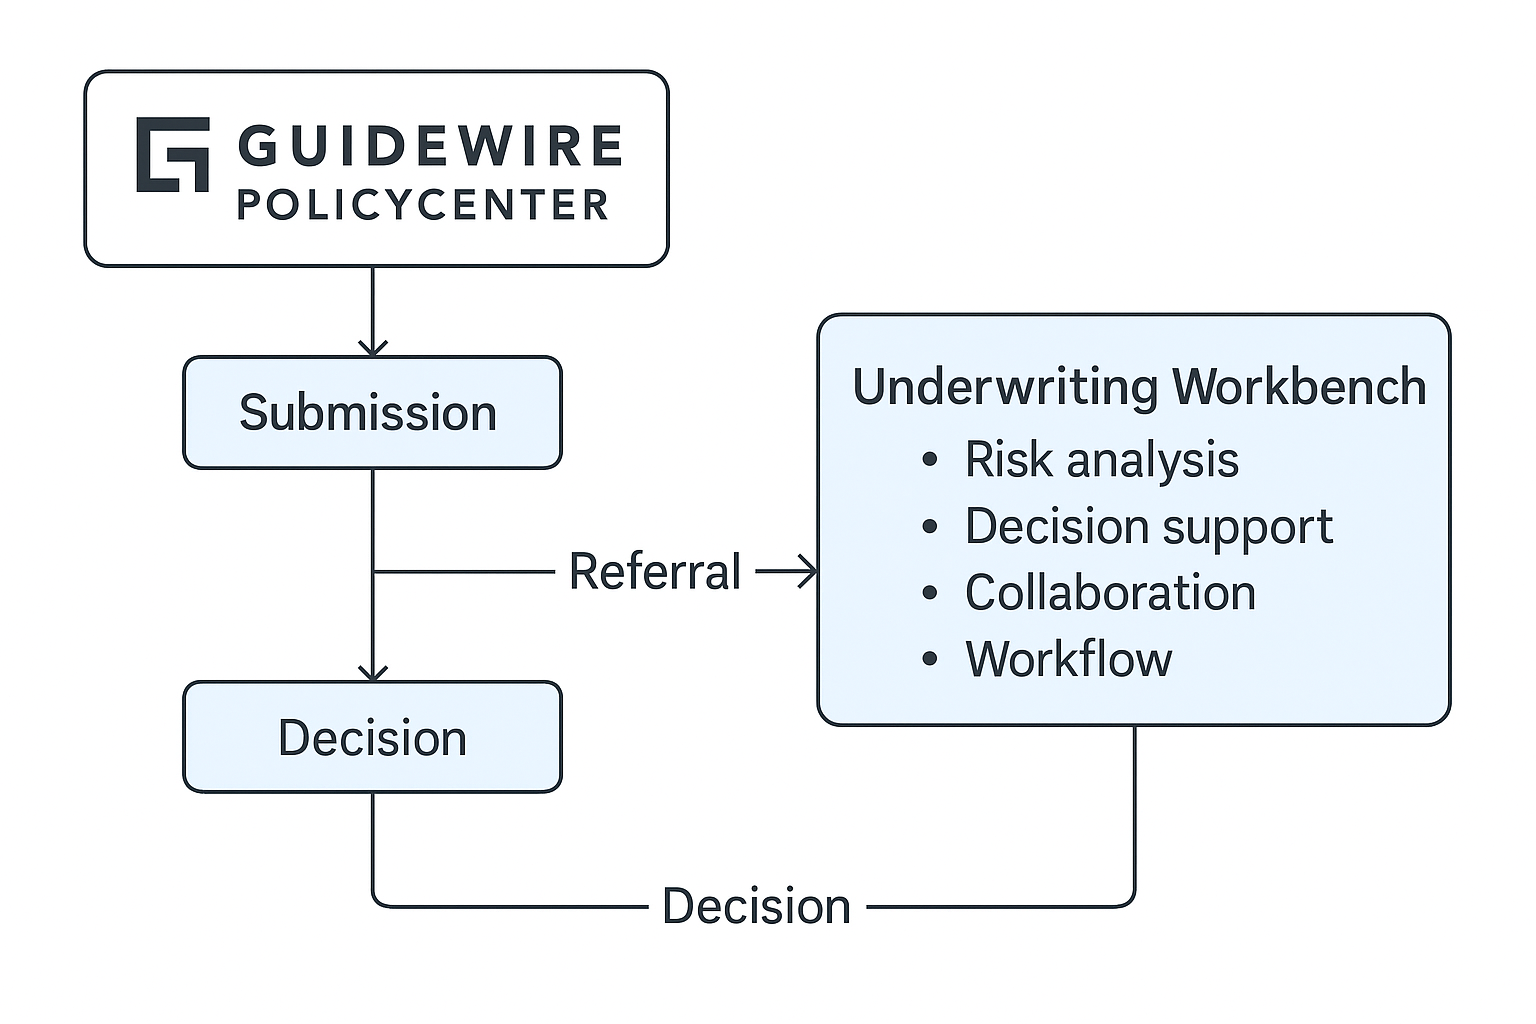 GUIDEWIRE
POLICYCENTER
Submission
Referral
Underwriting Workbench
• Risk analysis
• Decision support
• Collaboration
• Workflow
Decision
Decision